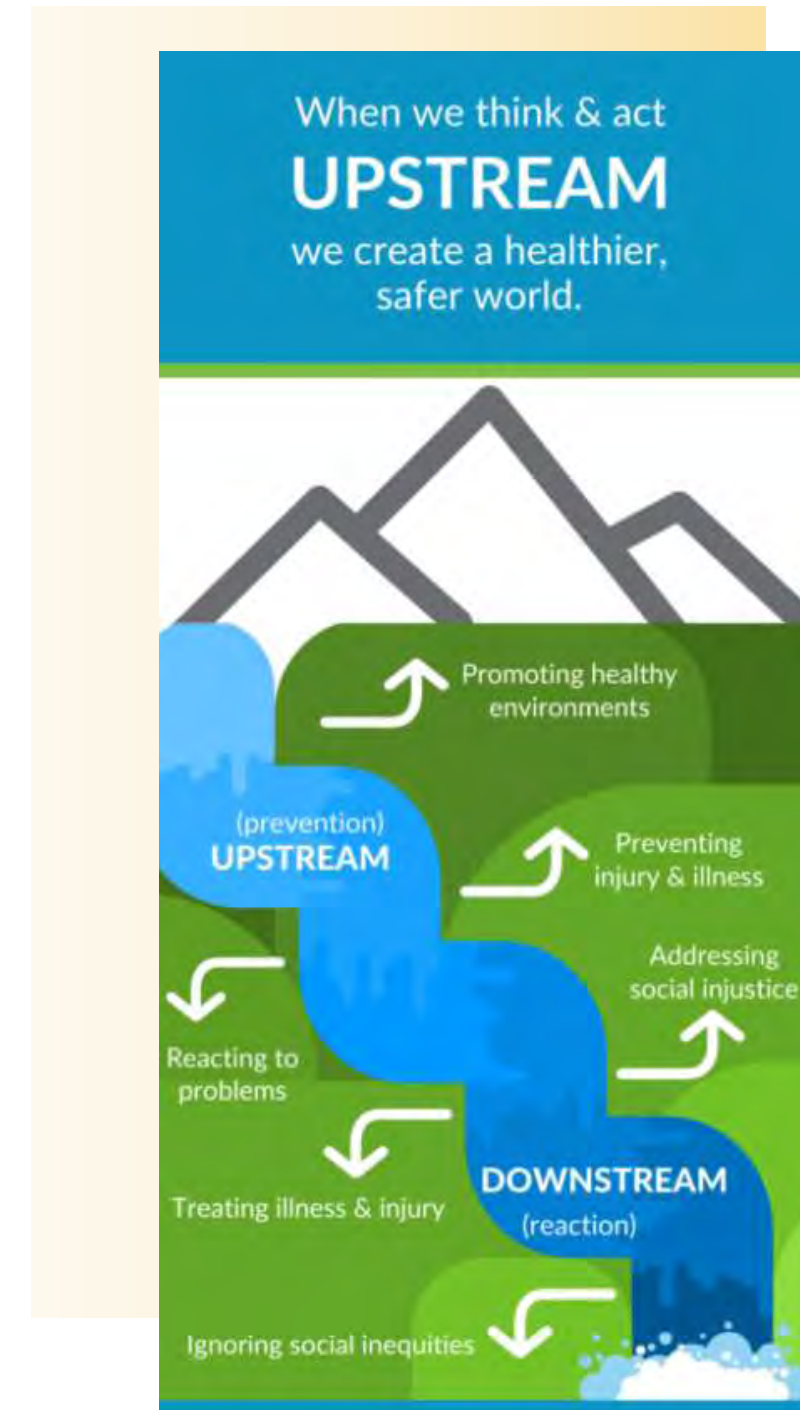 When we think & act
UPSTREAM
we create a healthier,
safer world.
Promoting healthy
environments
(prevention)
UPSTREAM
Preventing
injury & illness
Addressing
social injustice
Reacting to
problems
DOWNSTREAM
(reaction)
Treating illness & injury
Ignoring social inequities